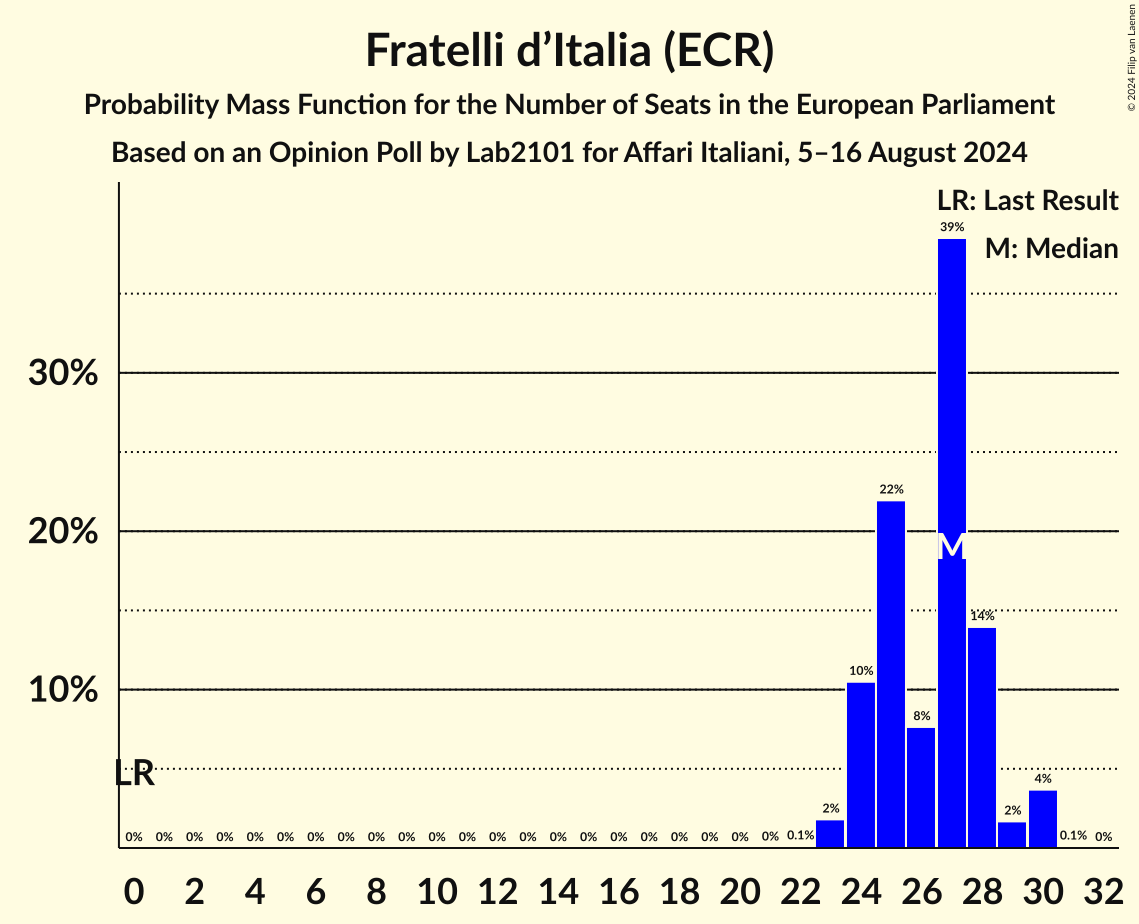 © 2024 Filip van Laenen
Fratelli d’Italia (ECR)
Probability Mass Function for the Number of Seats in the European Parliament
Based on an Opinion Poll by Lab2101 for Affari Italiani, 5–16 August 2024
LR: Last Result
M: Median
39%
30%
22%
20%
M
14%
10%
10%
8%
LR
4%
2%
2%
0% 0% 0% 0% 0% 0% 0% 0% 0% 0% 0% 0% 0% 0% 0% 0% 0% 0% 0% 0% 0% 0% 0.1% 0.1% 0%
0 2 4 6 8 10 12 14 16 18 20 22 24 26 28 30 32